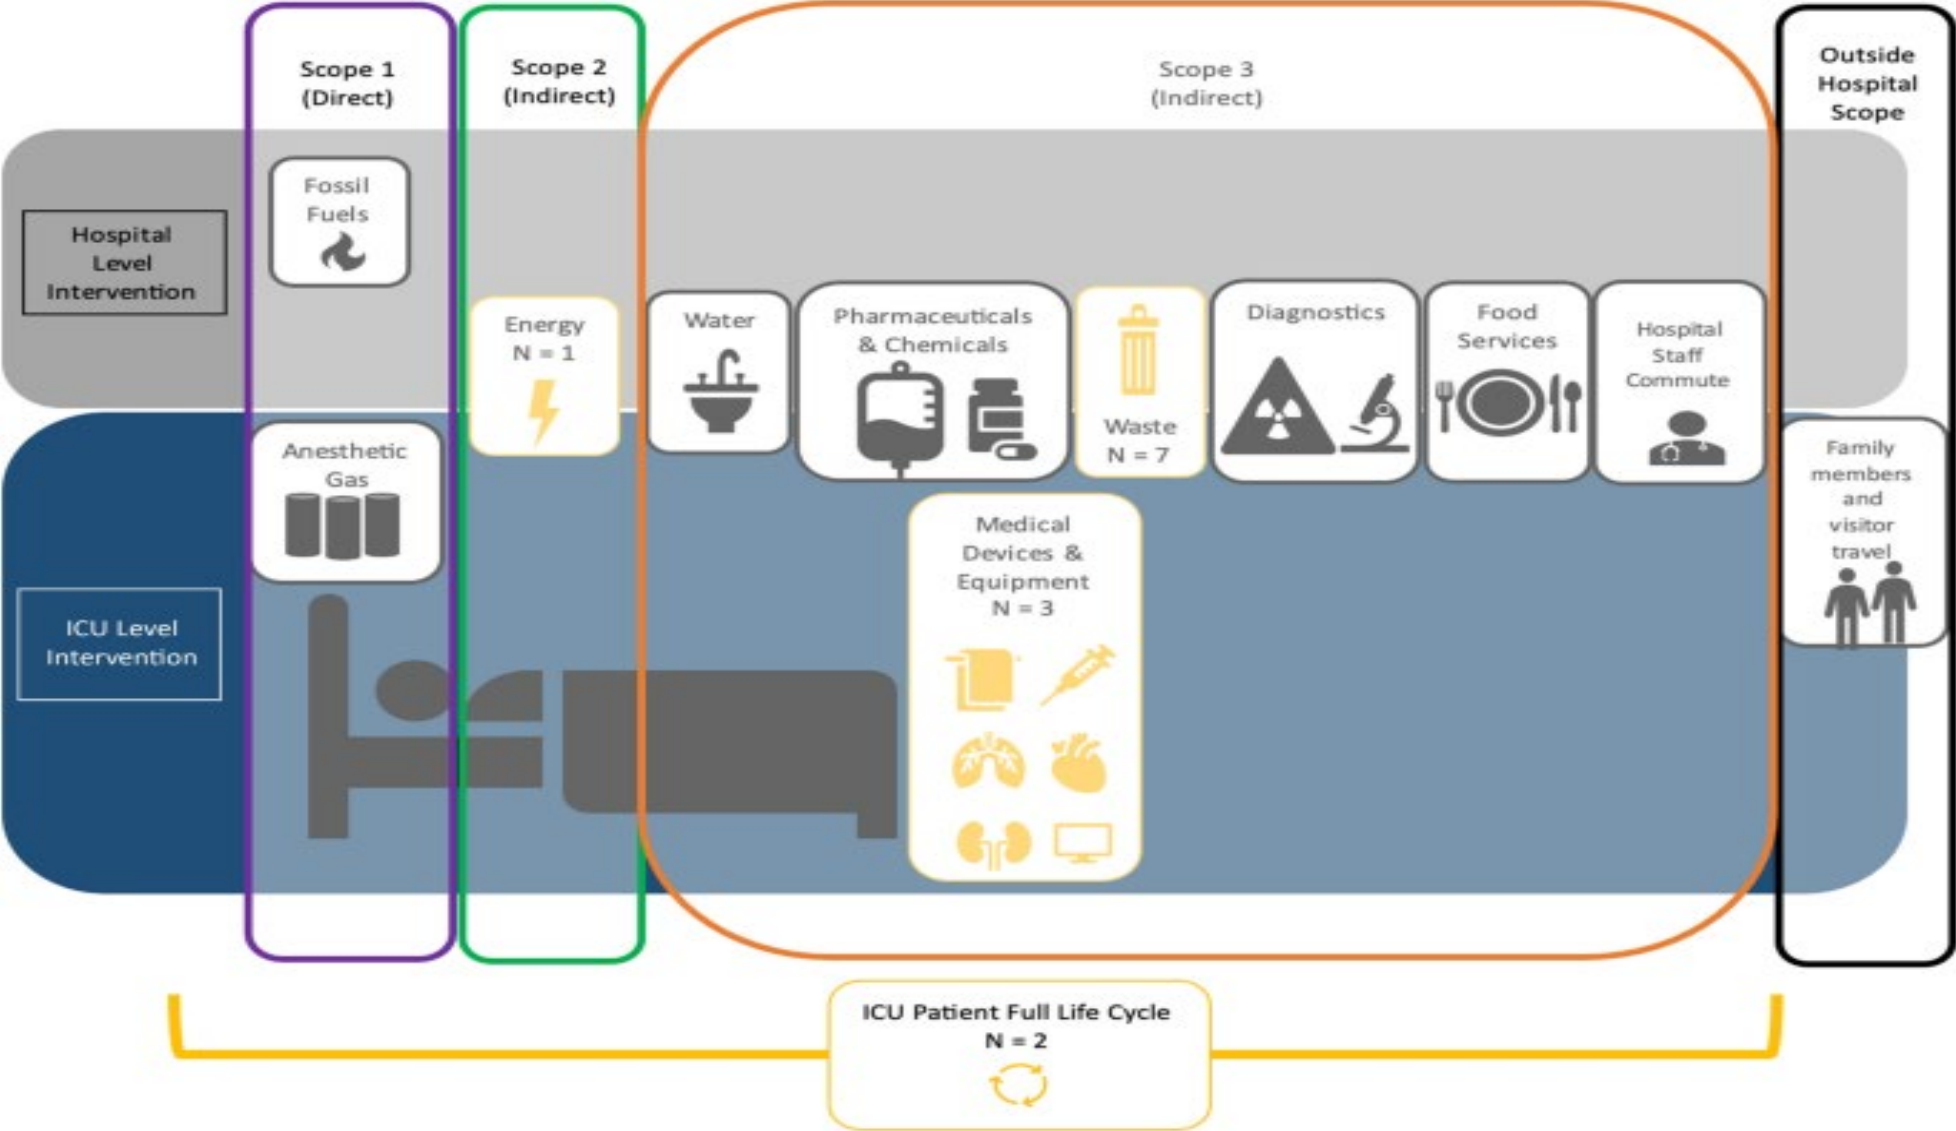 Scope 1
(Direct)
Scope 2
(Indirect)
Scope 3
(Indirect)
Outside
Hospital
Scope
Hospital
Level
Intervention
Fossil
Fuels
Energy
N = 1
Water
Pharmaceuticals
& Chemicals
Waste
N = 7
Diagnostics
Food
Services
Hospital
Staff
Commute
ICU Level
Intervention
Anesthetic
Gas
Medical
Devices &
Equipment
N = 3
Family
members
and
visitor
travel
ICU Patient Full Life Cycle
N = 2